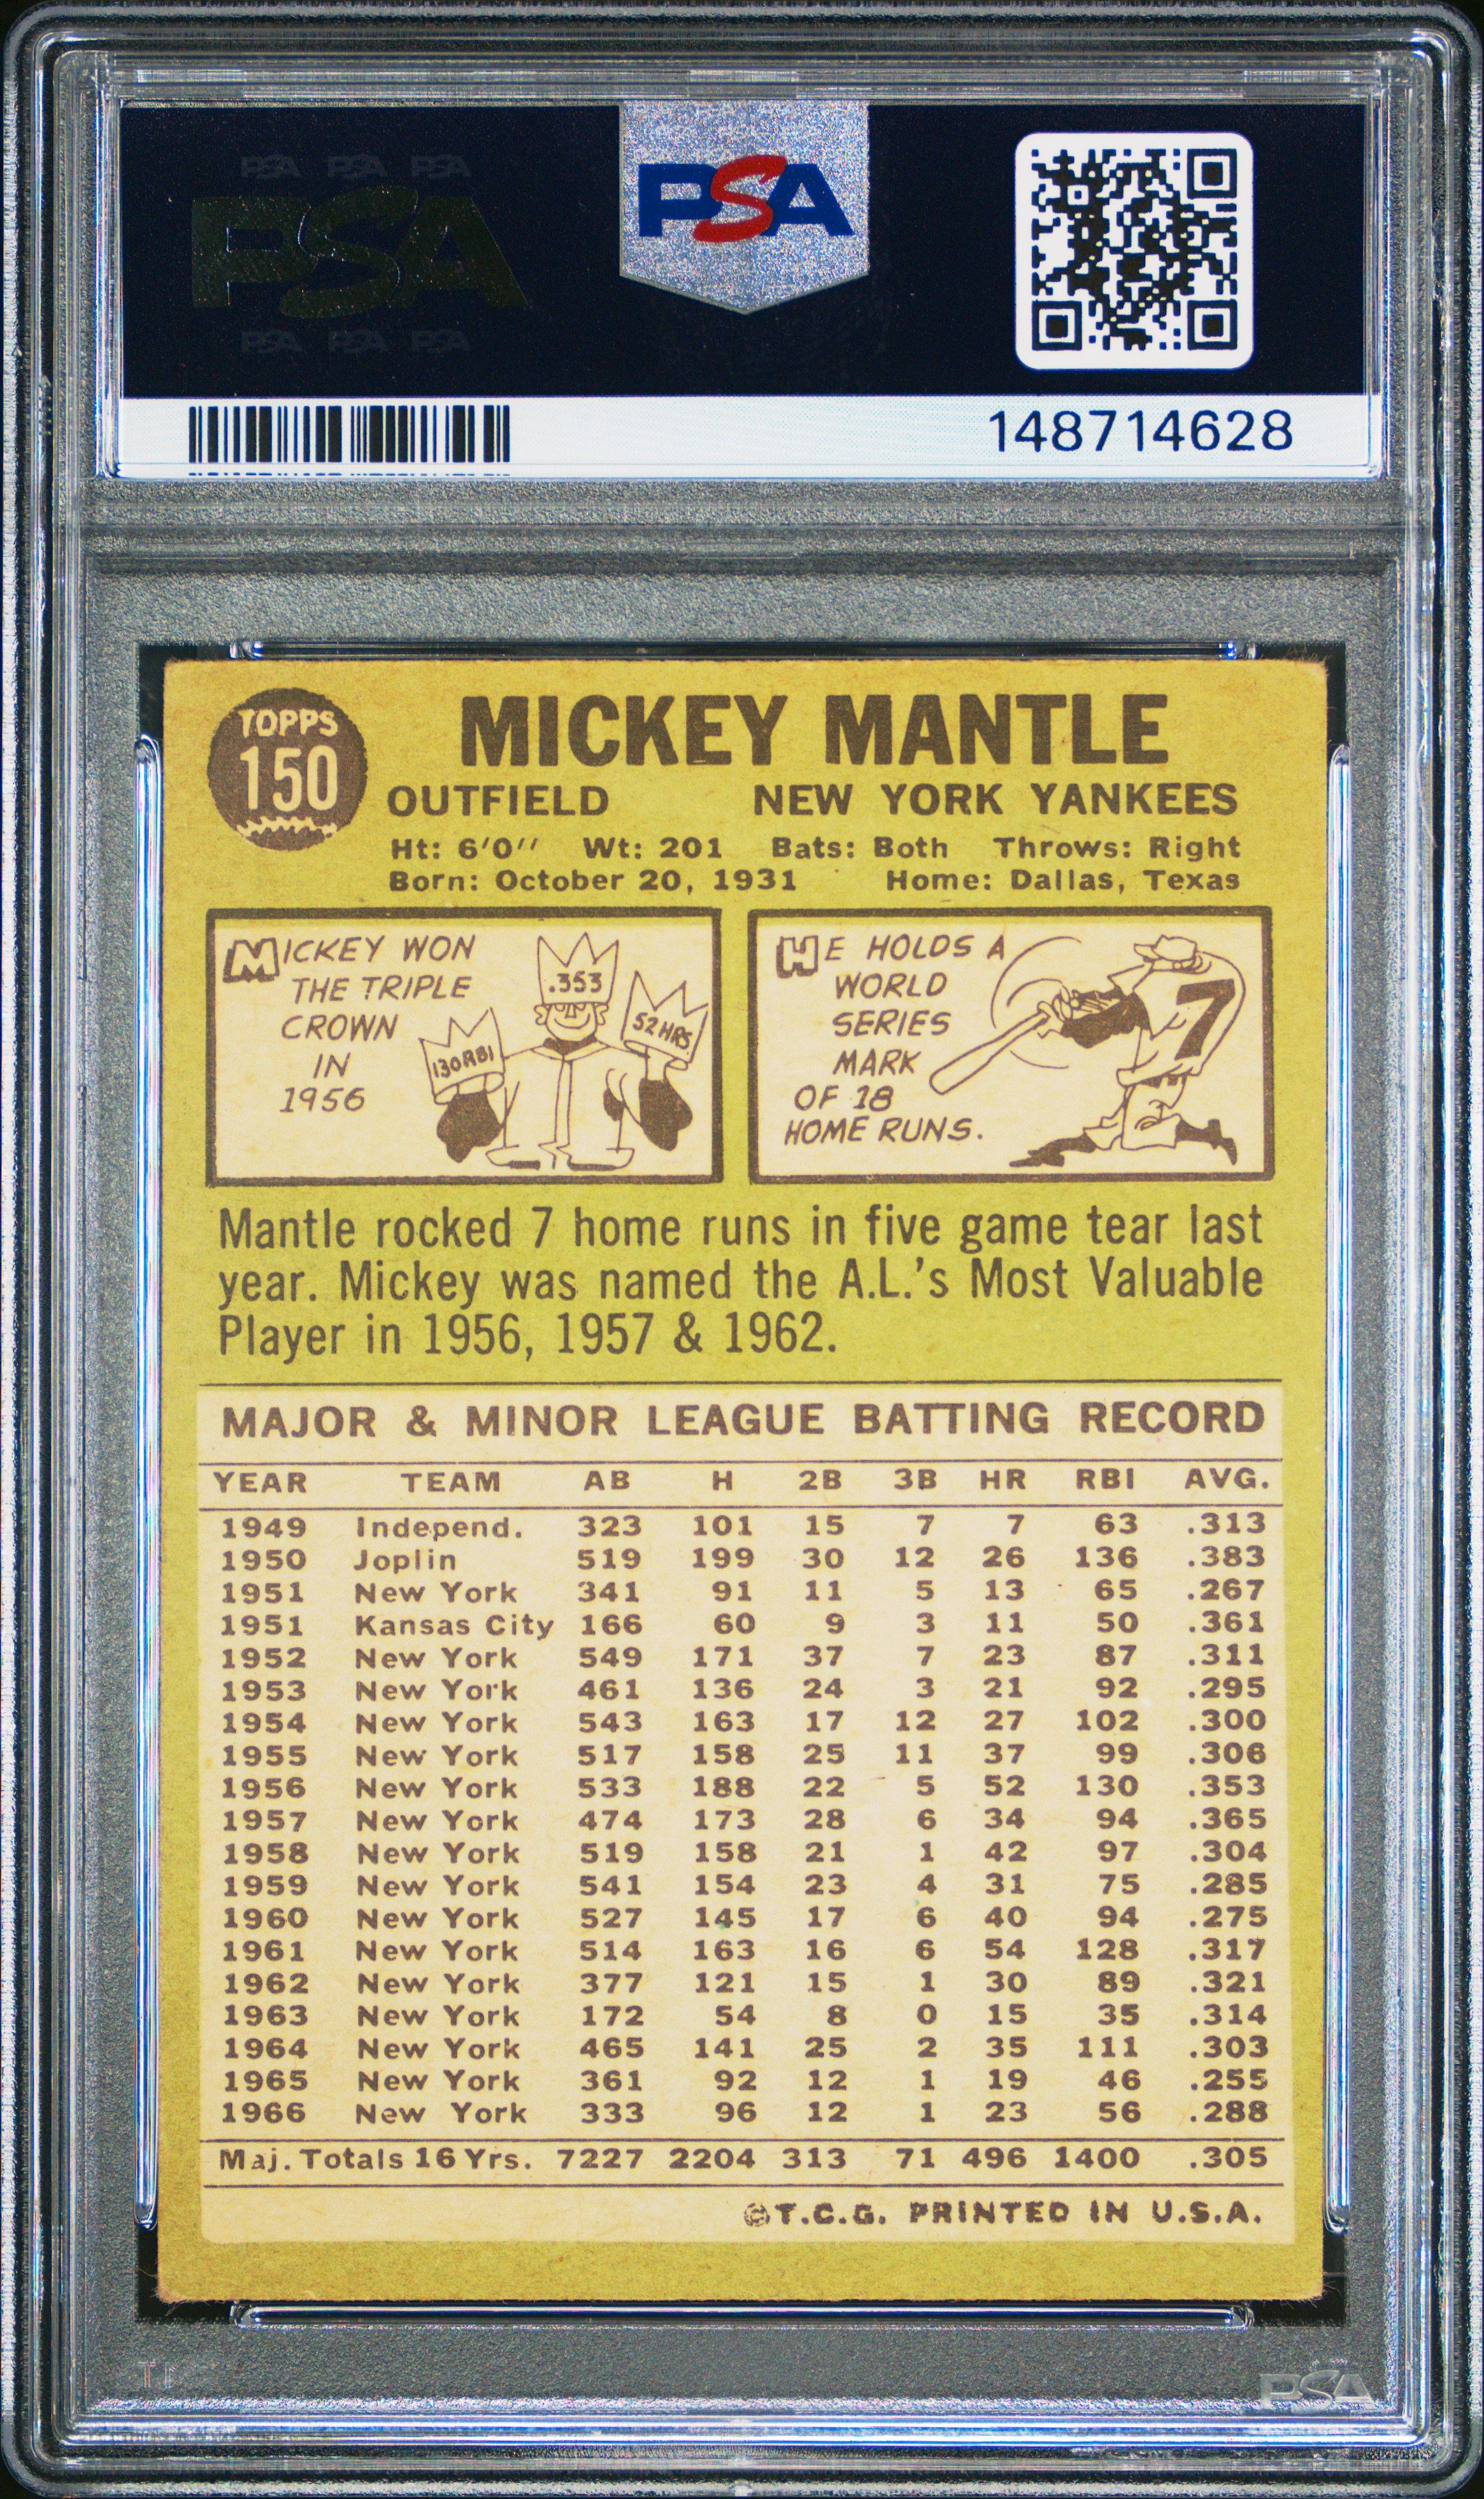 PSA PSA PSA
PSA
PSA PSA PSA
PSA
148714628
TOPPS
150
MICKEY MANTLE
OUTFIELD NEW YORK YANKEES
Ht: 6'0'' Wt: 201 Bats: Both Throws: Right
Born: October 20, 1931 Home: Dallas, Texas
MICKEY WON
THE TRIPLE
CROWN
IN
1956
.353
130 RBI
52 HRS.
HE HOLDS A
WORLD
SERIES
MARK
OF 18
HOME RUNS.
7
Mantle rocked 7 home runs in five game tear last
year. Mickey was named the A.L.'s Most Valuable
Player in 1956, 1957 & 1962.
MAJOR & MINOR LEAGUE BATTING RECORD
YEAR TEAM AB H 2B 3B HR RBI AVG.
1949 Independ. 323 101 15 7 7 63 .313
1950 Joplin 519 199 30 12 26 136 .383
1951 New York 341 91 11 5 13 65 .267
1951 Kansas City 166 60 9 3 11 50 .361
1952 New York 549 171 37 7 23 87 .311
1953 New York 461 136 24 3 21 92 .295
1954 New York 543 163 17 12 27 102 .300
1955 New York 517 158 25 11 37 99 .306
1956 New York 533 188 22 5 52 130 .353
1957 New York 474 173 28 6 34 94 .365
1958 New York 519 158 21 1 42 97 .304
1959 New York 541 154 23 4 31 75 .285
1960 New York 527 145 17 6 40 94 .275
1961 New York 514 163 16 6 54 128 .317
1962 New York 377 121 15 1 30 89 .321
1963 New York 172 54 8 0 15 35 .314
1964 New York 465 141 25 2 35 111 .303
1965 New York 361 92 12 1 19 46 .255
1966 New York 333 96 12 1 23 56 .288
Maj. Totals 16 Yrs. 7227 2204 313 71 496 1400 .305
©T.C.G. PRINTED IN U.S.A.
PSA